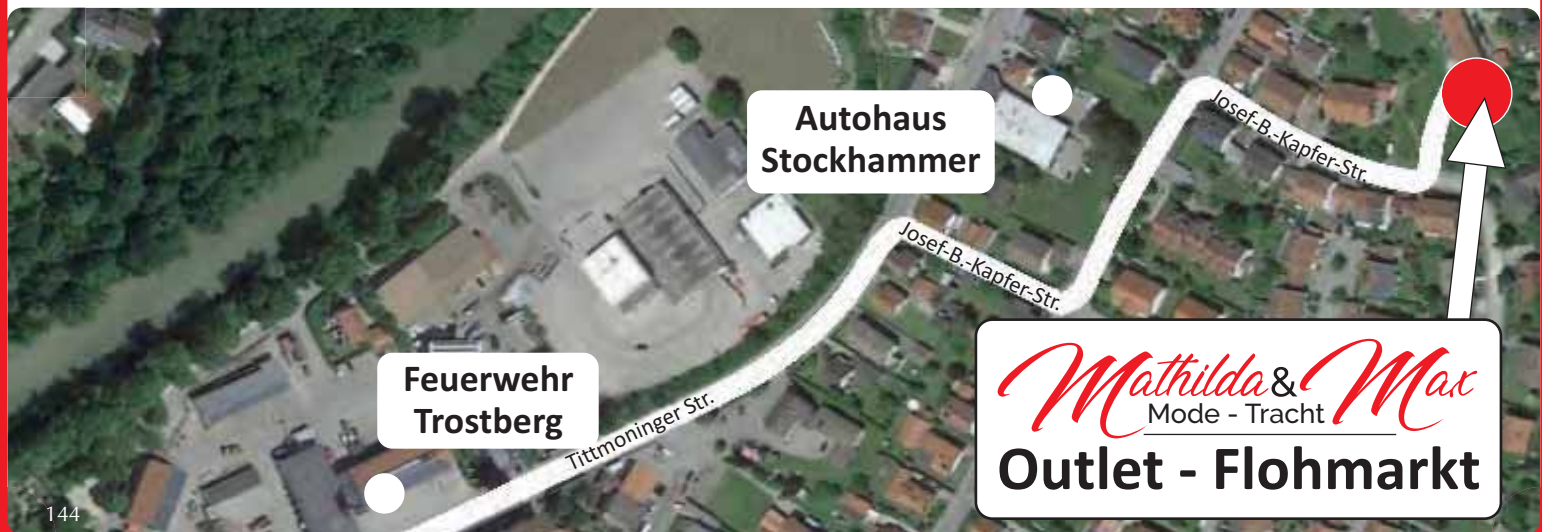 Autohaus
Stockhammer
Josef-B.-Kapfer-Str.
Josef-B.-Kapfer-Str.
Feuerwehr
Trostberg
Tittmoninger Str.
Mathilda & Max
Mode - Tracht
Outlet - Flohmarkt
144